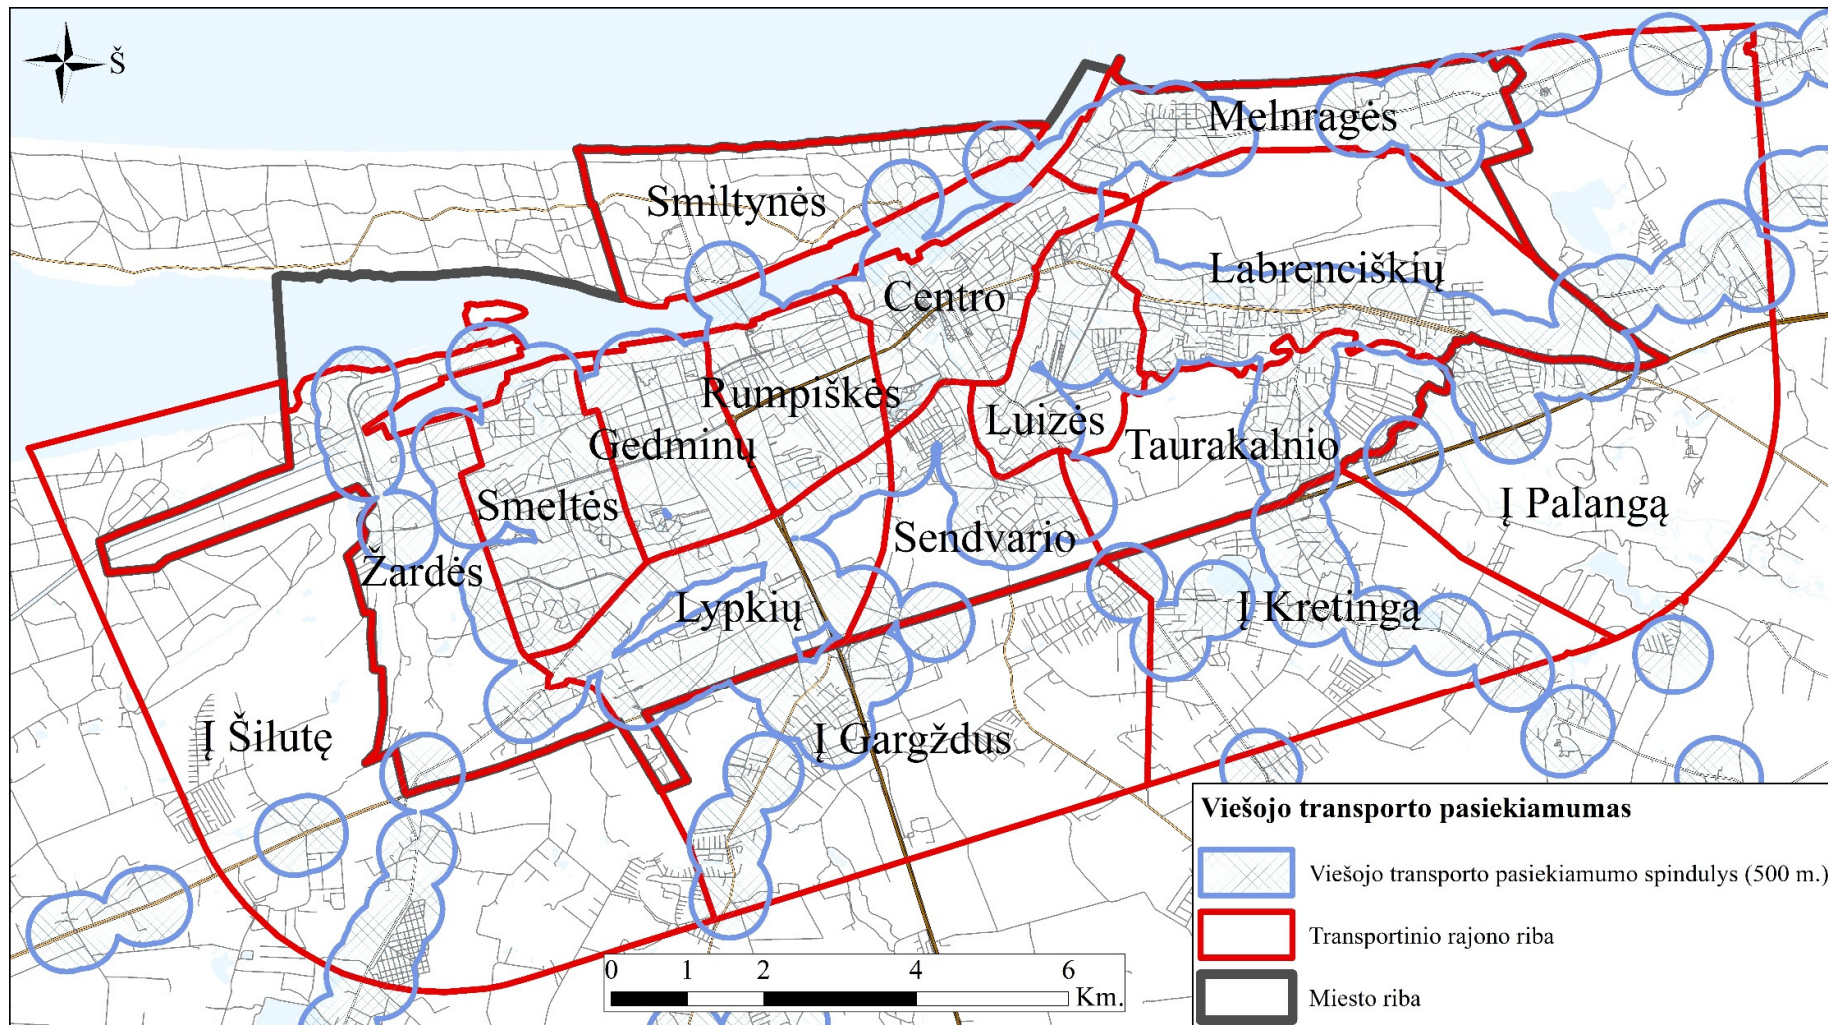 Š
Melnragės
Smiltynės
Labrenciškių
Centro
Rumpiškės
Luizės
Gedminų
Taurakalnio
Smeltės
Į Palangą
Sendvario
Žardės
Lypkių
Į Kretingą
Į Šilutę
Į Gargždus
Viešojo transporto pasiekiamumas
Viešojo transporto pasiekiamumo spindulys (500 m.)
Transportinio rajono riba
Miesto riba
0 1 2 4 6
Km.